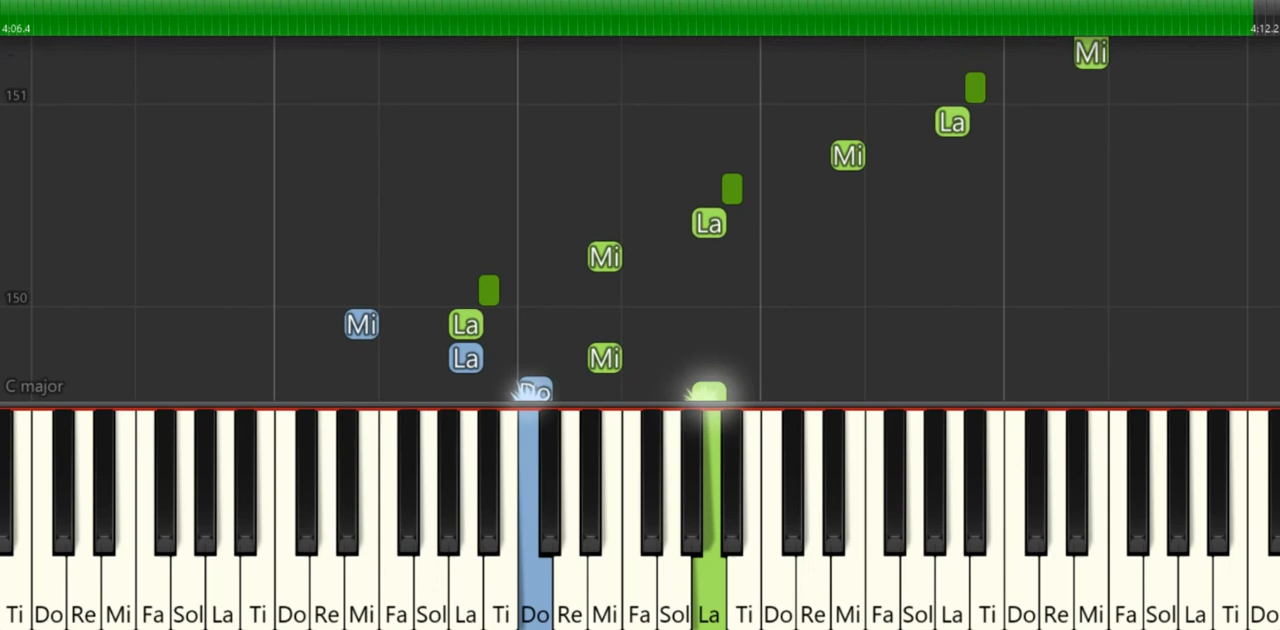 4:06.4 4:12.2
Mi
151
La
Mi
La
Mi
150
Mi La
La Mi
C major Do
Ti Do Re Mi Fa Sol La Ti Do Re Mi Fa Sol La Ti Do Re Mi Fa Sol La Ti Do Re Mi Fa Sol La Ti Do Re Mi Fa Sol La Ti Do